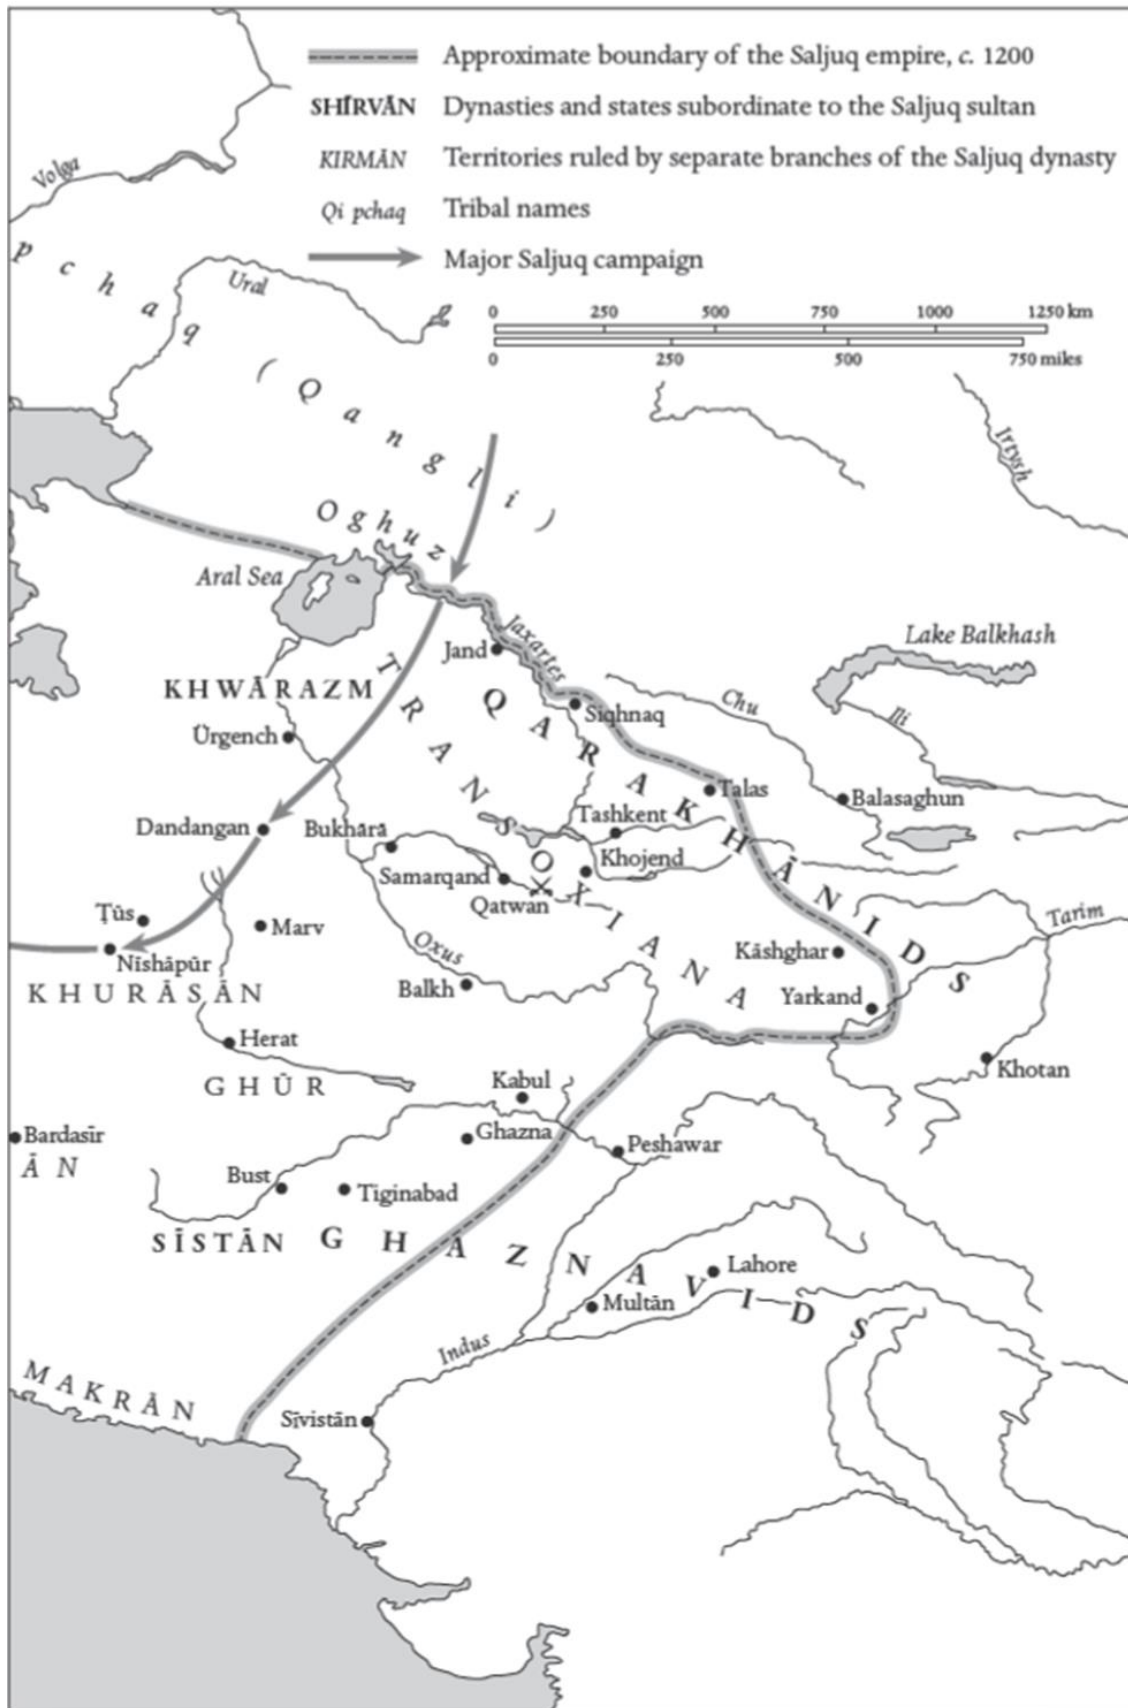 Approximate boundary of the Saljuq empire, c. 1200
SHĪRVĀN Dynasties and states subordinate to the Saljuq sultan
KIRMĀN Territories ruled by separate branches of the Saljuq dynasty
Qi pchaq Tribal names
Major Saljuq campaign
0 250 500 750 1000 1250 km
0 250 500 750 miles
Volga
pchaq
Ural
(Qangli)
Irtysh
Oghuz
Aral Sea
Jaxartes
Lake Balkhash
Jand
KHWĀRAZM
TRANSOXIANA
QARAKHĀNIDS
Siqhnaq
Chu
Ili
Ürgench
Talas
Balasaghun
Dandangan
Bukhārā
Tashkent
Khojend
Samarqand
Qatwan
Ṭūs
Marv
Tarim
Nīshāpūr
Oxus
Kāshghar
KHURĀSĀN
Balkh
Yarkand
Herat
Khotan
GHŪR
Kabul
Bardasīr
ĀN
Ghazna
Peshawar
Bust
Tiginabad
SĪSTĀN
GHAZNAVIDS
Lahore
Multān
Indus
MAKRĀN
Sīvistān